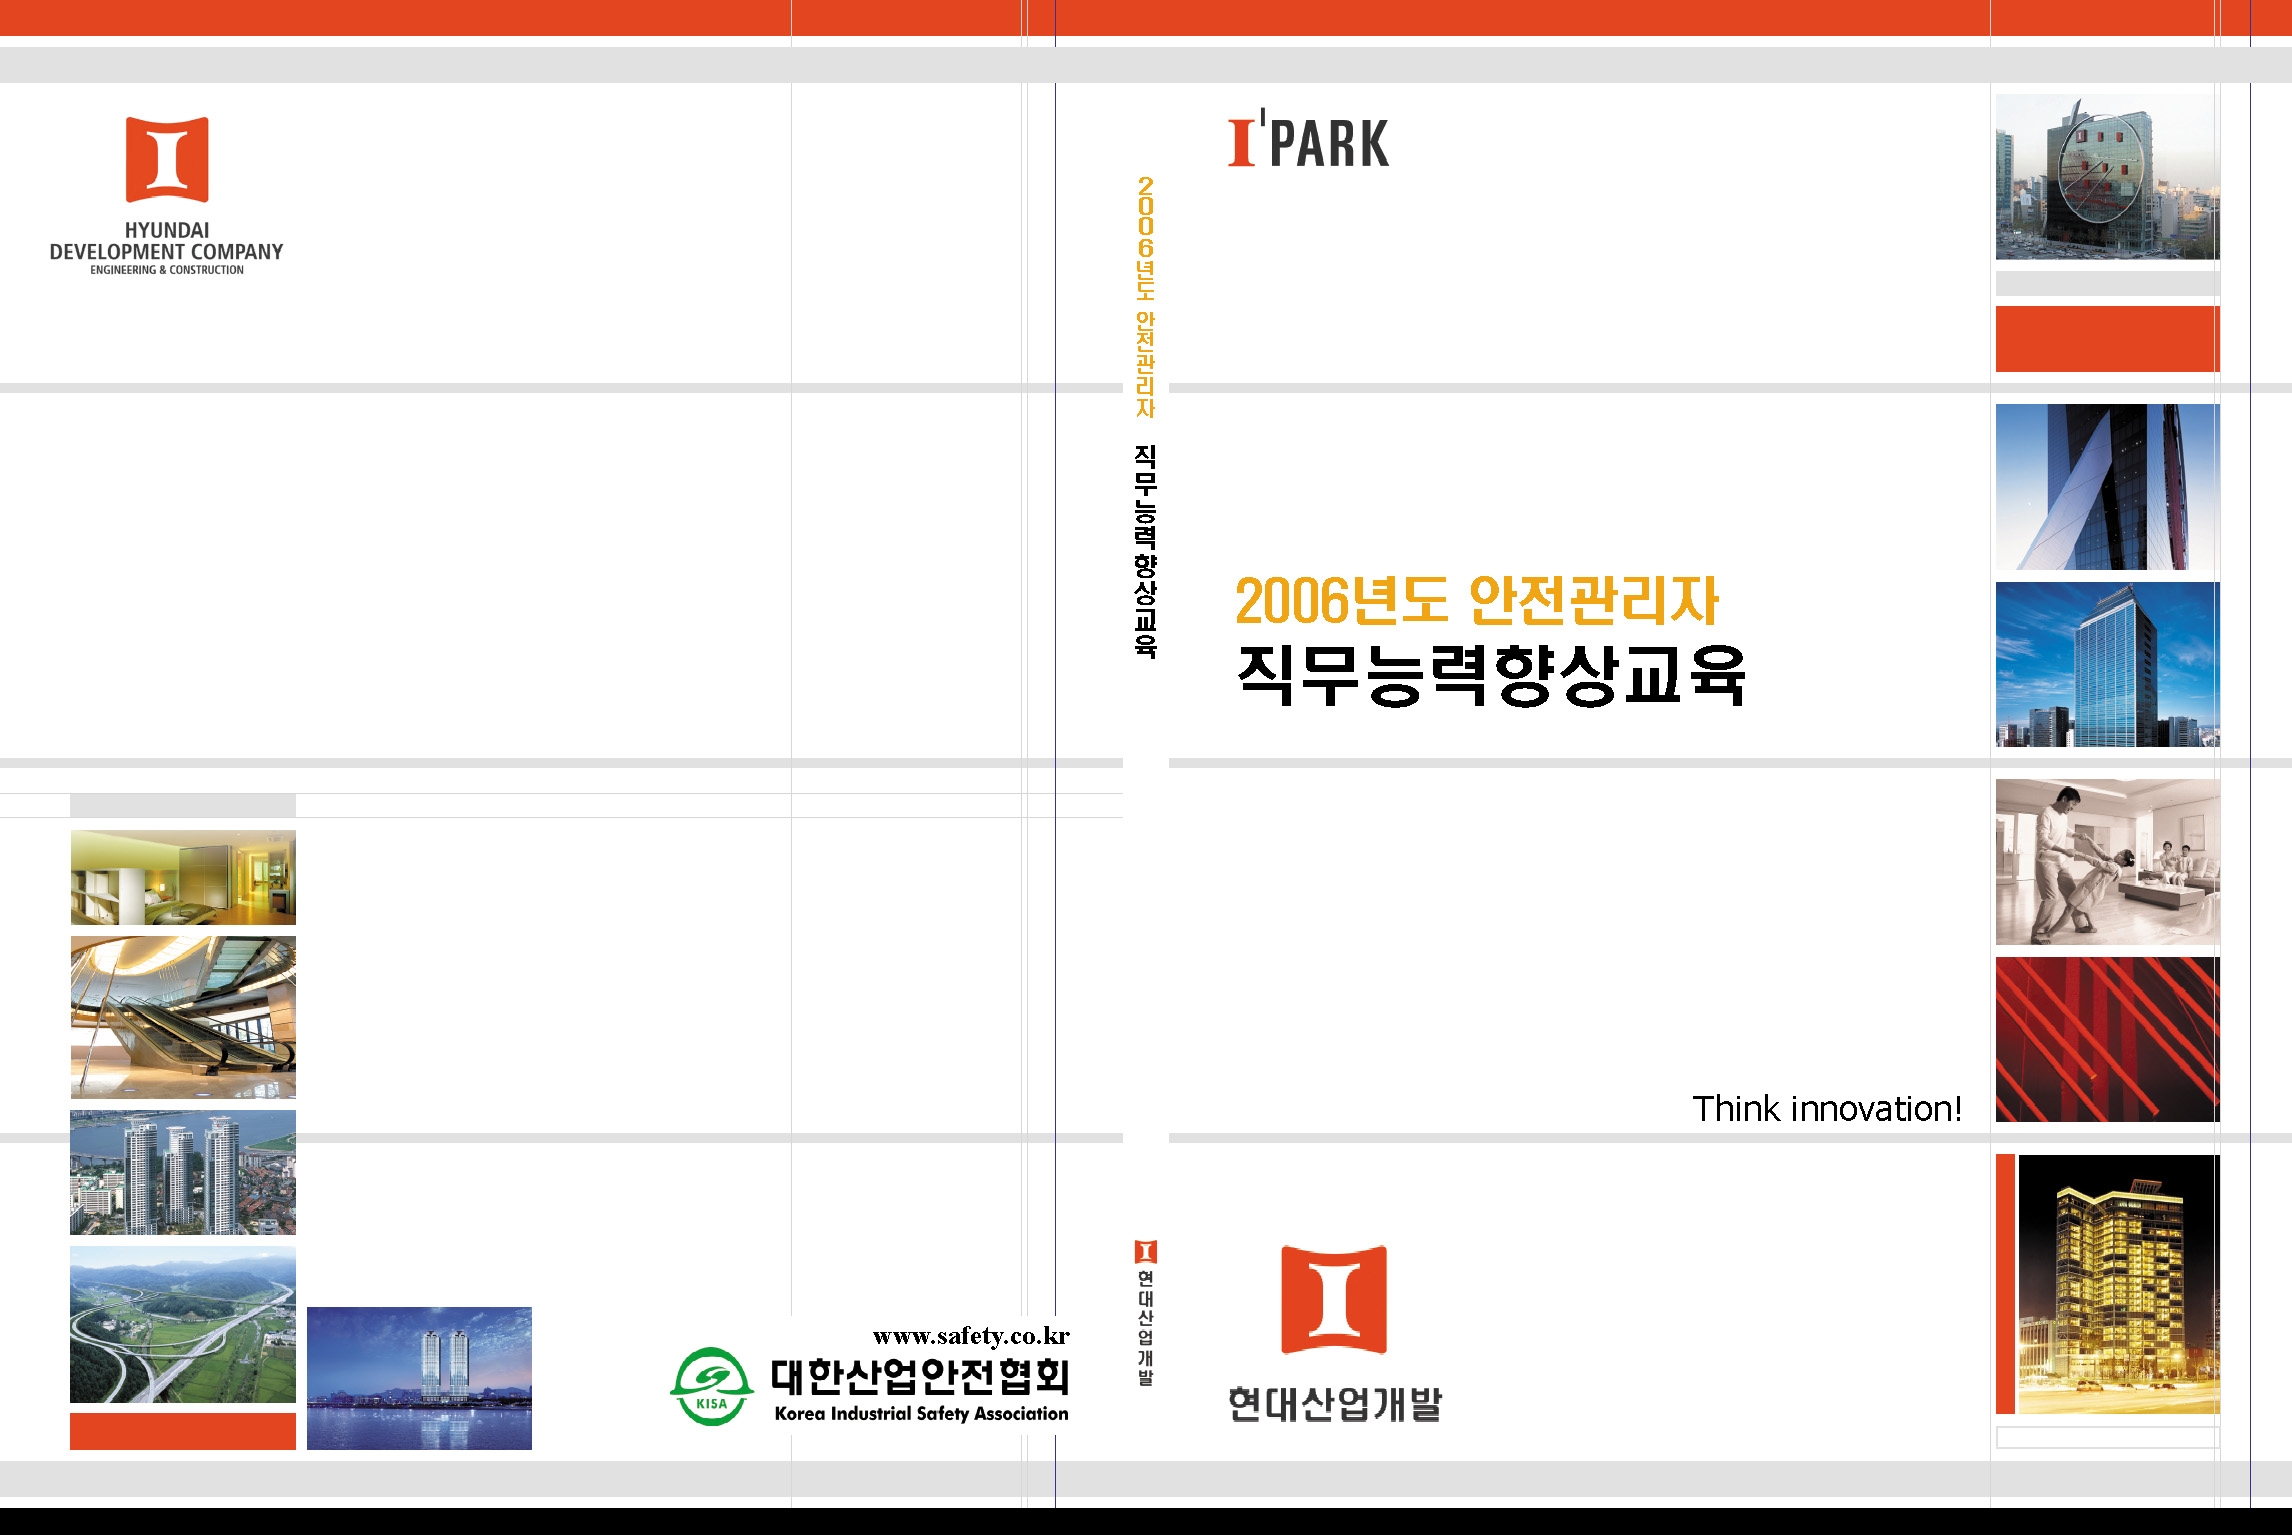 HYUNDAI
DEVELOPMENT COMPANY
ENGINEERING & CONSTRUCTION
www.safety.co.kr
KISA
대한산업안전협회
Korea Industrial Safety Association
2006년도 안전관리자
직무능력향상교육
현대산업개발
I'PARK
2006년도 안전관리자
직무능력향상교육
Think innovation!
현대산업개발